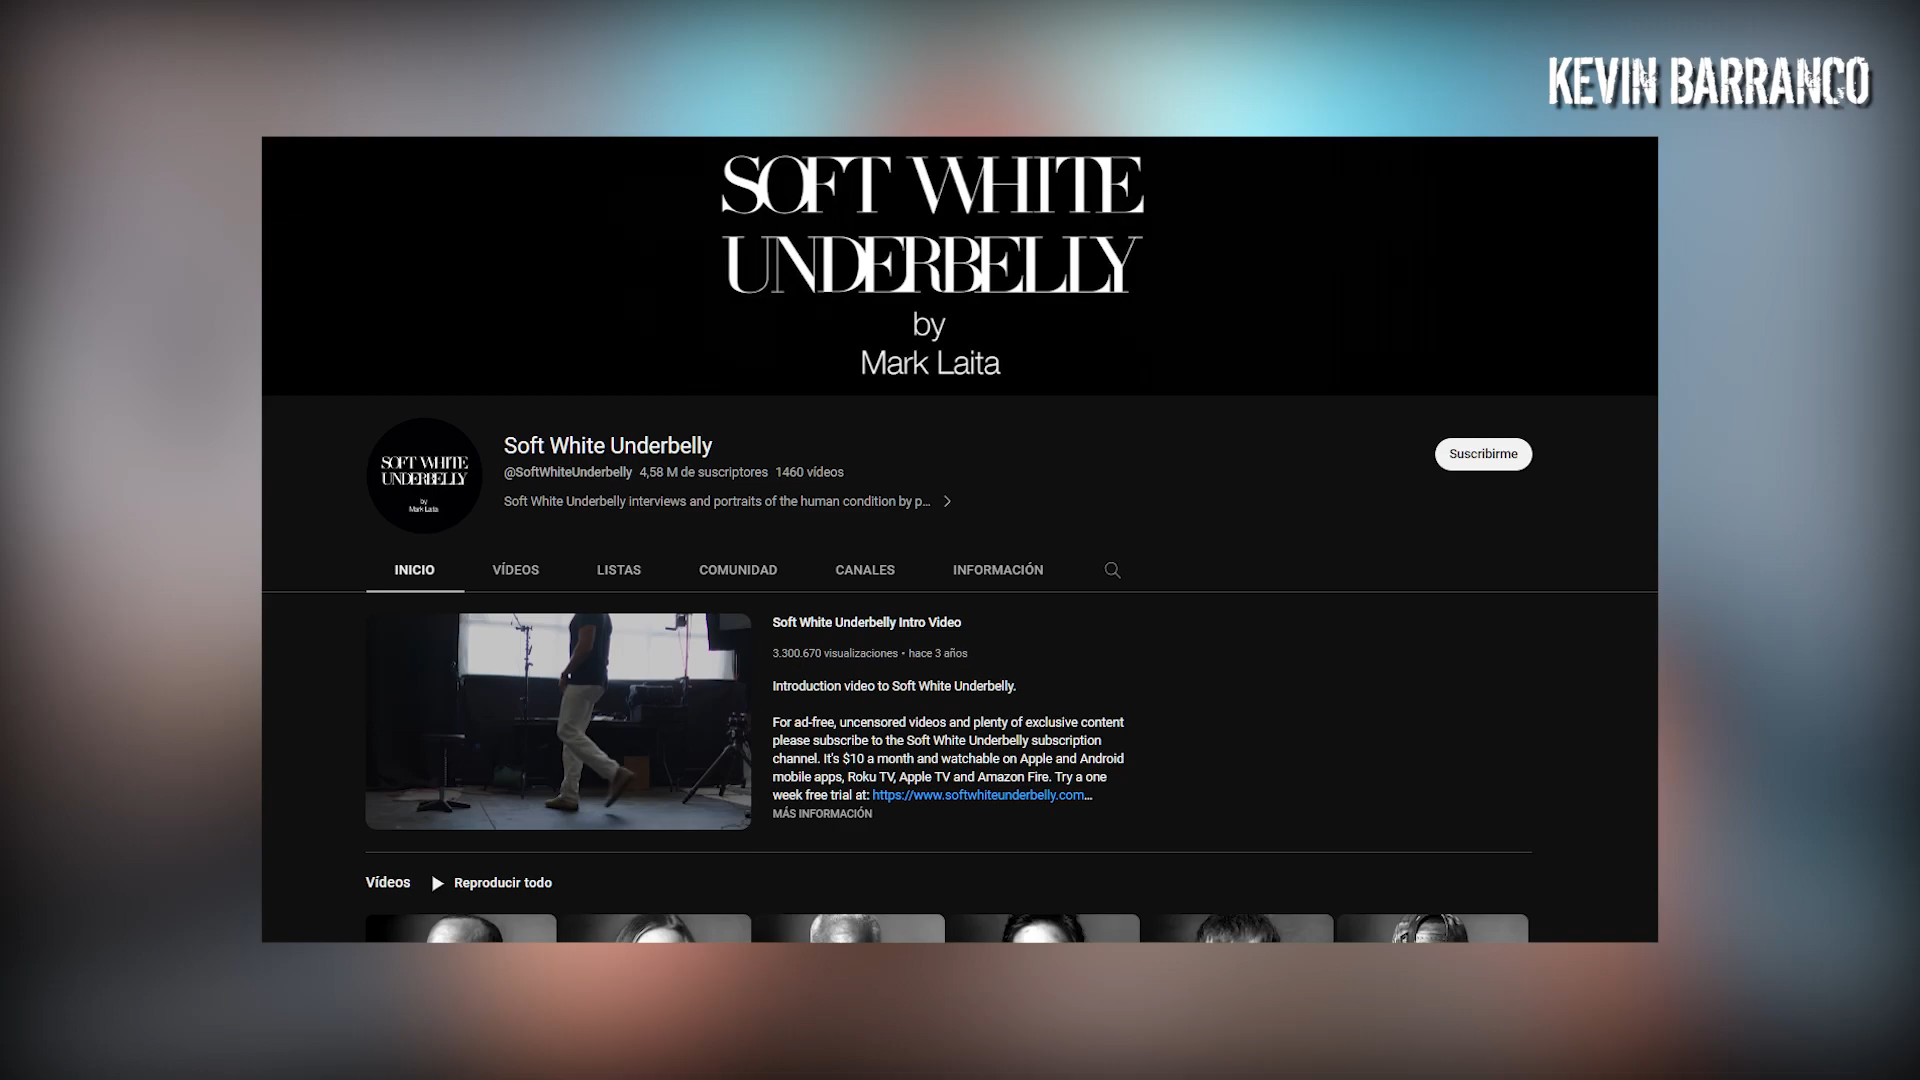 KEVIN BARRANCO
SOFT WHITE
UNDERBELLY
by
Mark Laita
SOFT WHITE
UNDERBELLY
by
Mark Laita
Soft White Underbelly
@SoftWhiteUnderbelly 4,58 M de suscriptores 1460 vídeos
Soft White Underbelly interviews and portraits of the human condition by p...
Suscribirme
INICIO VÍDEOS LISTAS COMUNIDAD CANALES INFORMACIÓN
Soft White Underbelly Intro Video
3.300.670 visualizaciones • hace 3 años
Introduction video to Soft White Underbelly.
For ad-free, uncensored videos and plenty of exclusive content
please subscribe to the Soft White Underbelly subscription
channel. It's $10 a month and watchable on Apple and Android
mobile apps, Roku TV, Apple TV and Amazon Fire. Try a one
week free trial at: https://www.softwhiteunderbelly.com...
MÁS INFORMACIÓN
Vídeos Reproducir todo